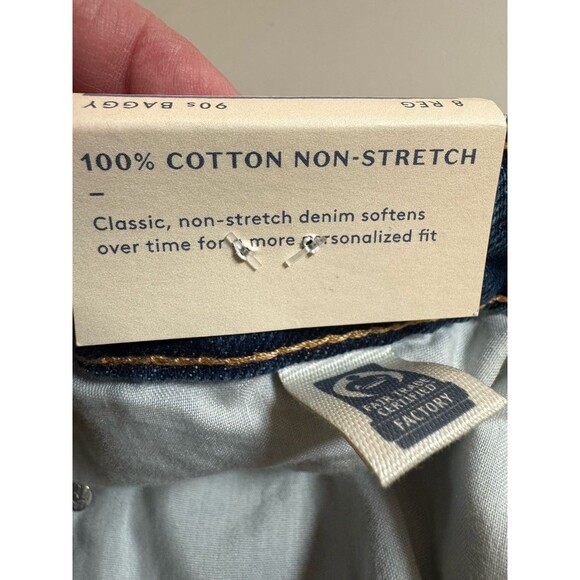 90s BAGGY 8 REG
100% COTTON NON-STRETCH
–
Classic, non-stretch denim softens
over time for a more personalized fit
FAIR TRADE
CERTIFIED
FACTORY